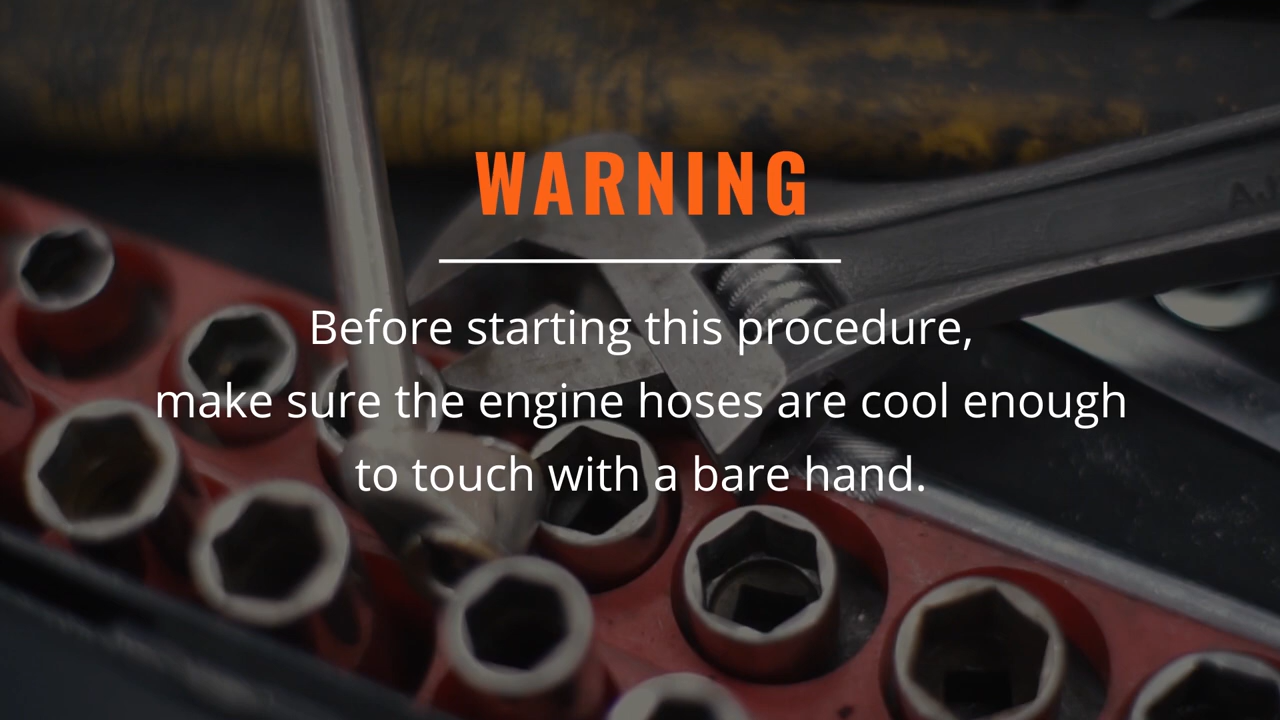 WARNING
Before starting this procedure,
make sure the engine hoses are cool enough
to touch with a bare hand.